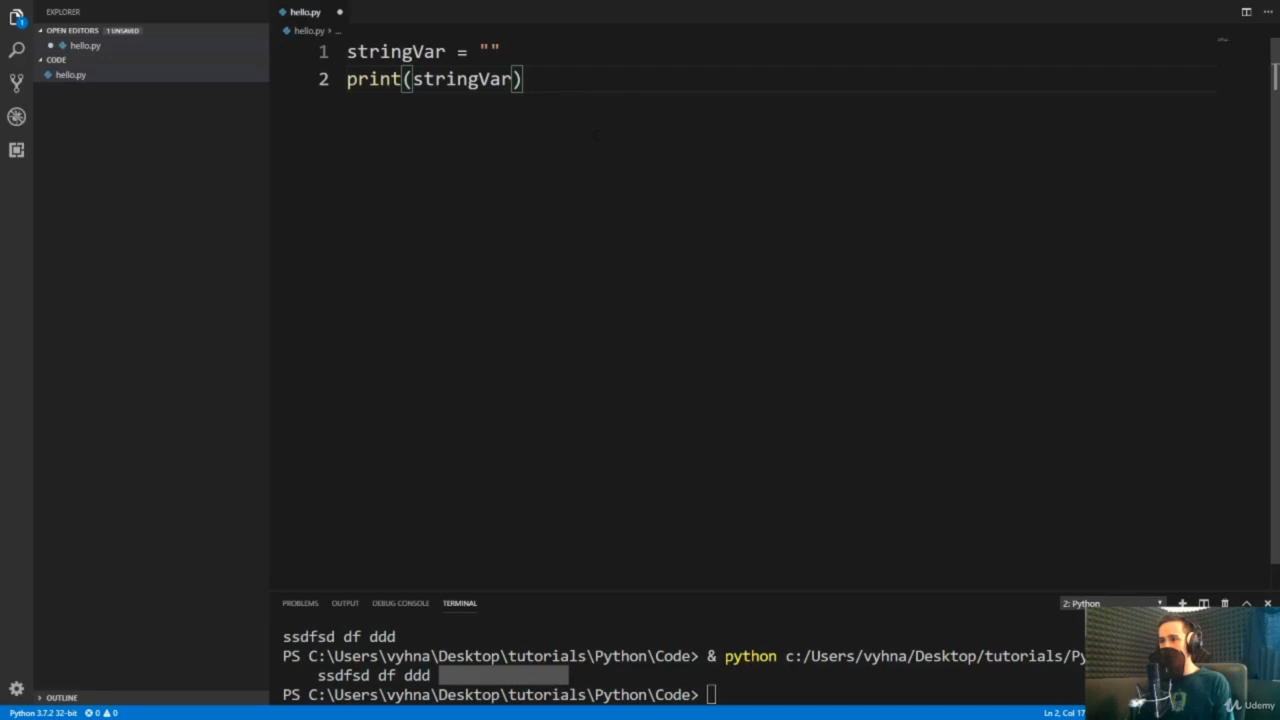 EXPLORER
OPEN EDITORS 1 UNSAVED
hello.py
CODE
hello.py
OUTLINE
hello.py
hello.py › ...
1 stringVar = ""
2 print(stringVar)
PROBLEMS OUTPUT DEBUG CONSOLE TERMINAL
2: Python
ssdfsd df ddd
PS C:\Users\vyhna\Desktop\tutorials\Python\Code> & python c:/Users/vyhna/Desktop/tutorials/Py
ssdfsd df ddd
PS C:\Users\vyhna\Desktop\tutorials\Python\Code>
Python 3.7.2 32-bit 0 0
Ln 2, Col 17
Udemy
1